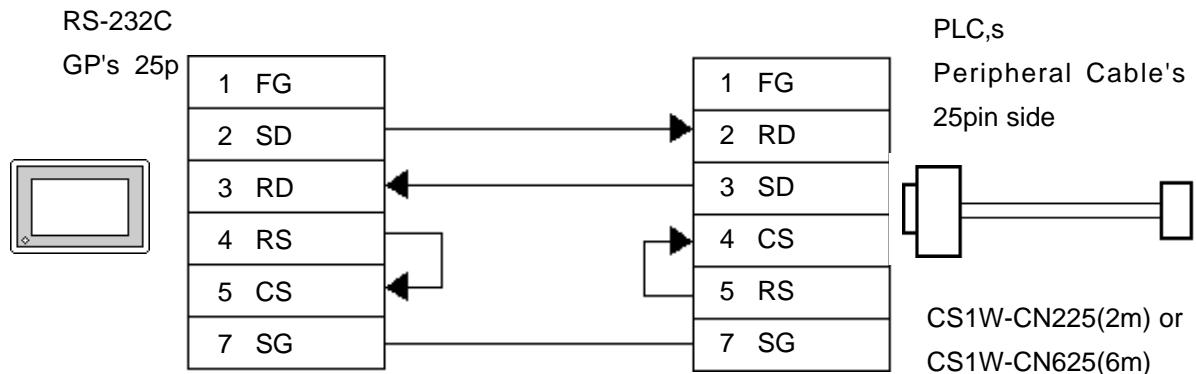 RS-232C
GP's 25p
1 FG
2 SD
3 RD
4 RS
5 CS
7 SG
1 FG
2 RD
3 SD
4 CS
5 RS
7 SG
PLC,s
Peripheral Cable's
25pin side
CS1W-CN225(2m) or
CS1W-CN625(6m)